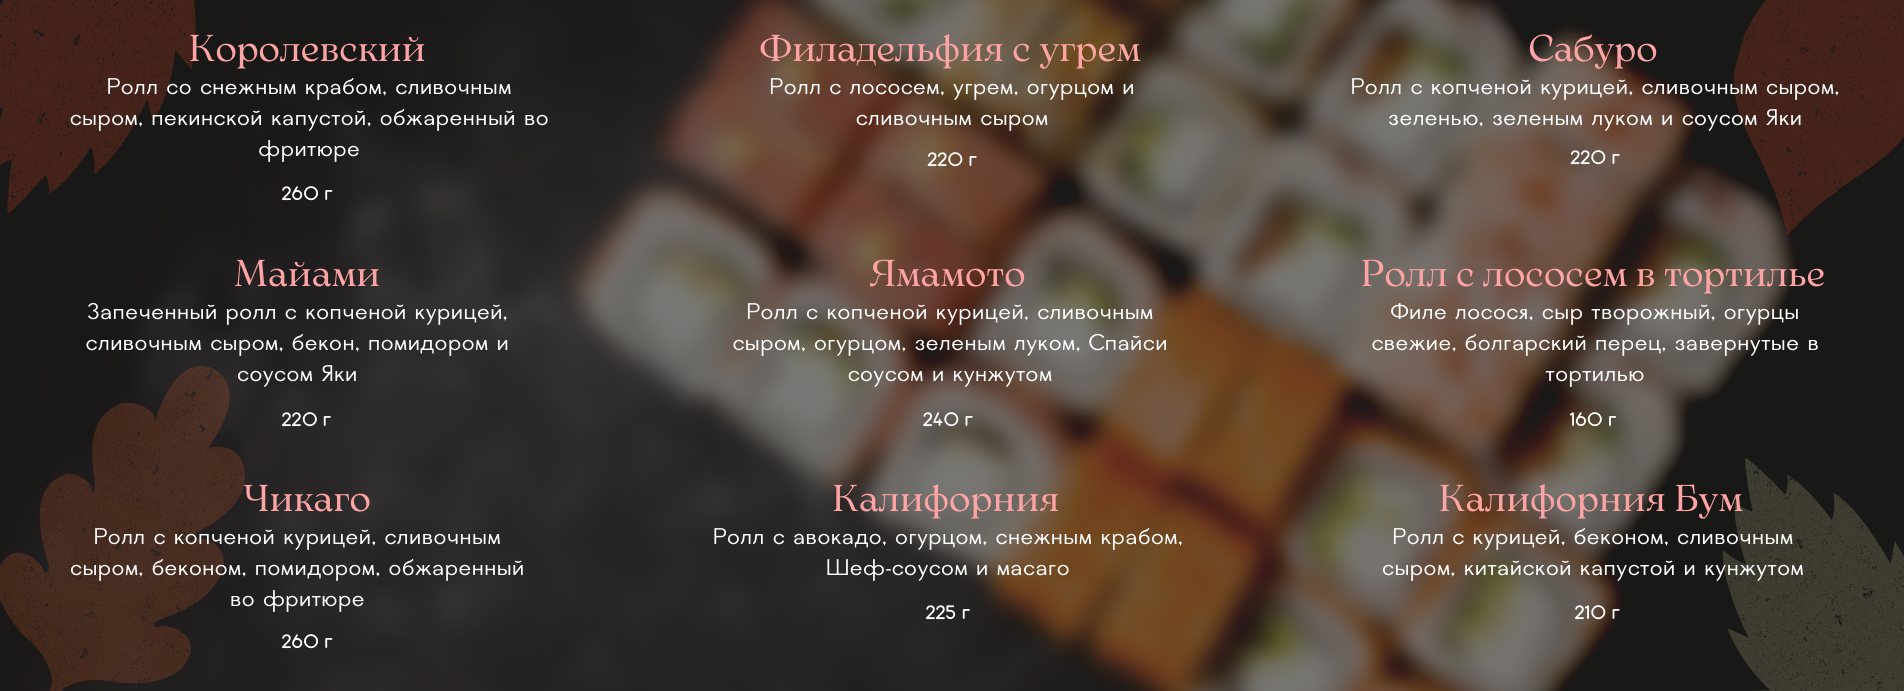 Королевский
Ролл со снежным крабом, сливочным
сыром, пекинской капустой, обжаренный во
фритюре
260 г
Филадельфия с угрем
Ролл с лососем, угрем, огурцом и
сливочным сыром
220 г
Сабуро
Ролл с копченой курицей, сливочным сыром,
зеленью, зеленым луком и соусом Яки
220 г
Майами
Запеченный ролл с копченой курицей,
сливочным сыром, бекон, помидором и
соусом Яки
220 г
Ямамото
Ролл с копченой курицей, сливочным
сыром, огурцом, зеленым луком, Спайси
соусом и кунжутом
240 г
Ролл с лососем в тортилье
Филе лосося, сыр творожный, огурцы
свежие, болгарский перец, завернутые в
тортилью
160 г
Чикаго
Ролл с копченой курицей, сливочным
сыром, беконом, помидором, обжаренный
во фритюре
260 г
Калифорния
Ролл с авокадо, огурцом, снежным крабом,
Шеф-соусом и масаго
225 г
Калифорния Бум
Ролл с курицей, беконом, сливочным
сыром, китайской капустой и кунжутом
210 г